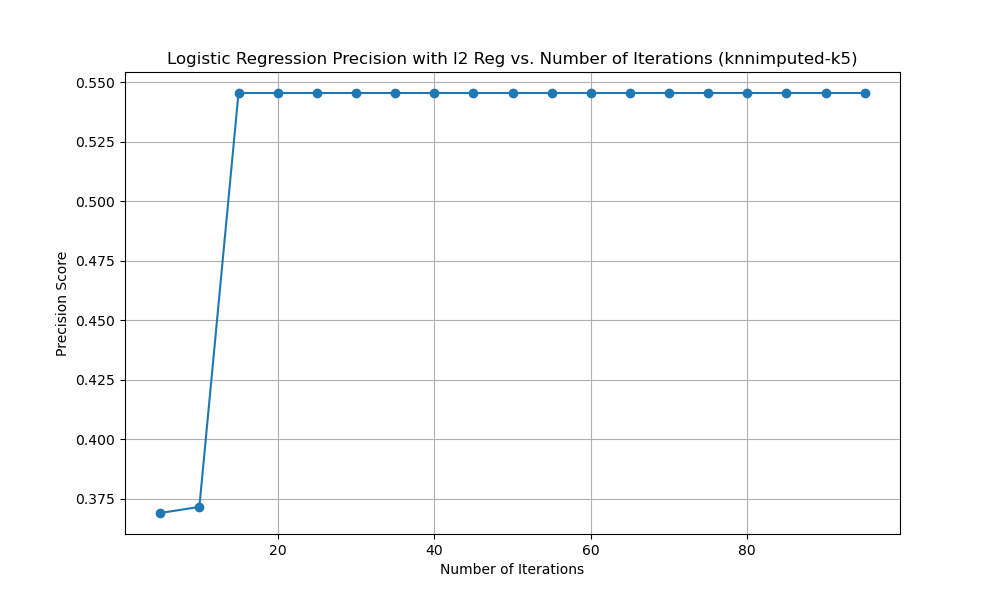 Logistic Regression Precision with l2 Reg vs. Number of Iterations (knnimputed-k5)
0.550
0.525
0.500
0.475
0.450
0.425
0.400
0.375
Precision Score
20 40 60 80
Number of Iterations